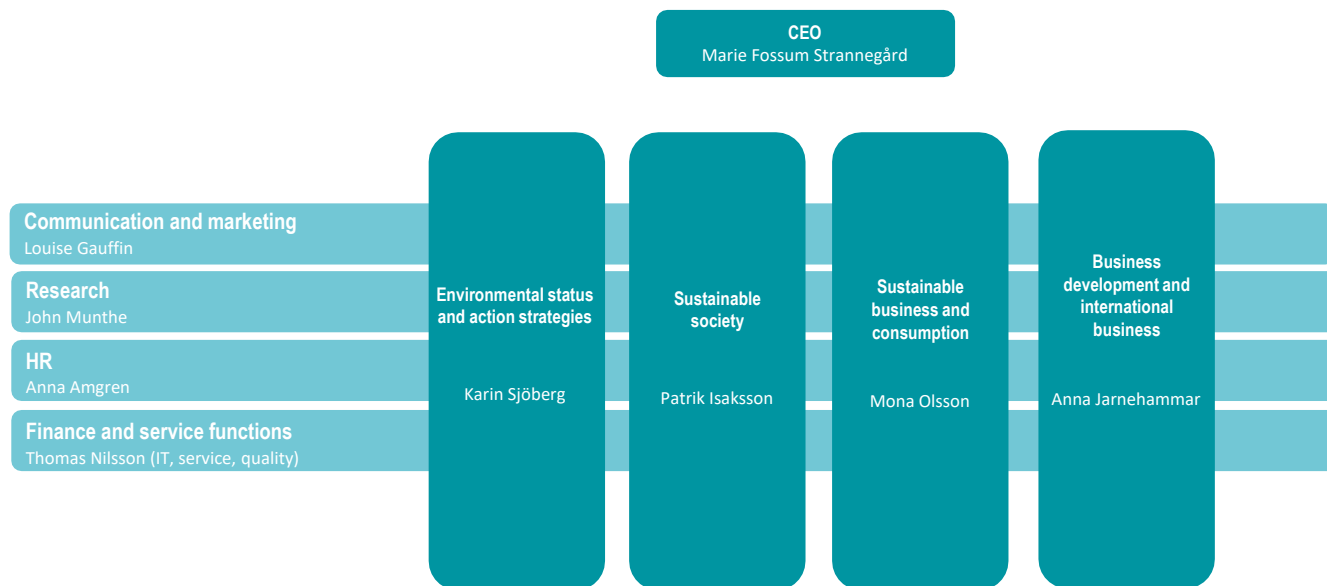 CEO
Marie Fossum Strannegård
Communication and marketing
Louise Gauffin
Research
John Munthe
HR
Anna Amgren
Finance and service functions
Thomas Nilsson (IT, service, quality)
Environmental status
and action strategies
Karin Sjöberg
Sustainable
society
Patrik Isaksson
Sustainable
business and
consumption
Mona Olsson
Business
development and
international
business
Anna Jarnehammar